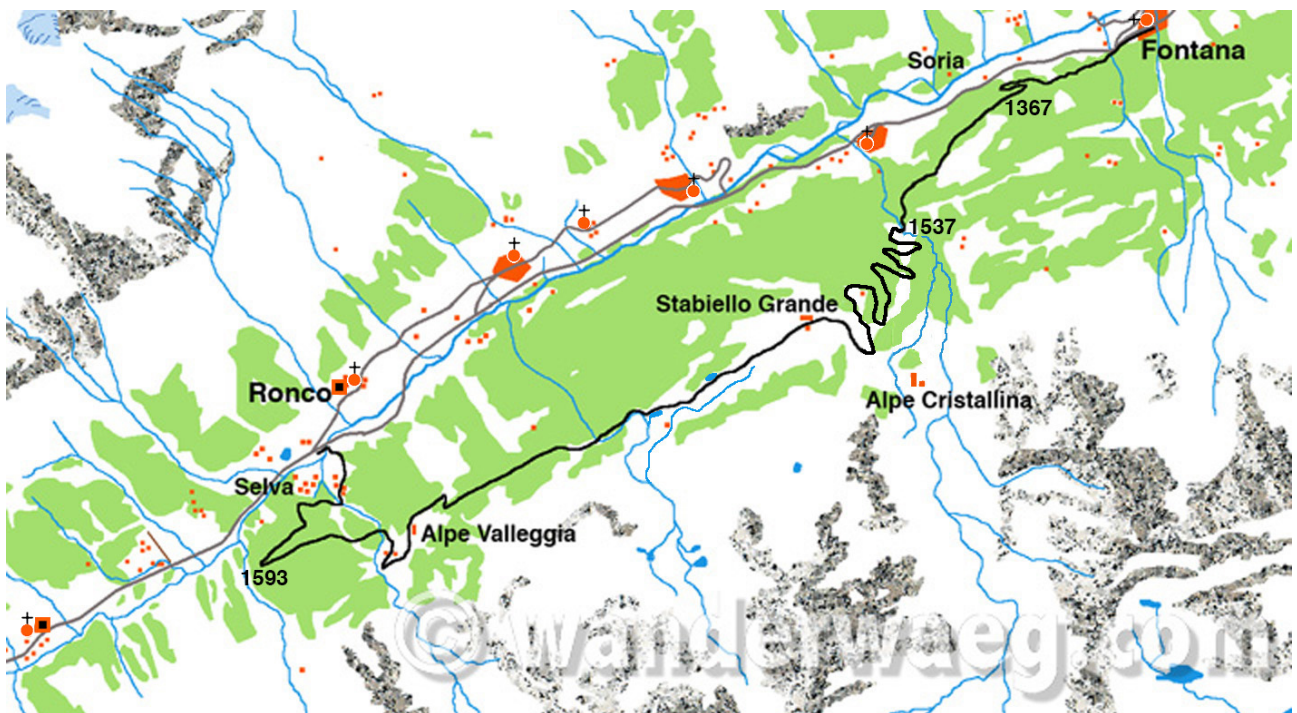 Fontana
Soria
1367
1537
Stabiello Grande
Ronco
Alpe Cristallina
Selva
Alpe Valleggia
1593
© wanderwaeg.com